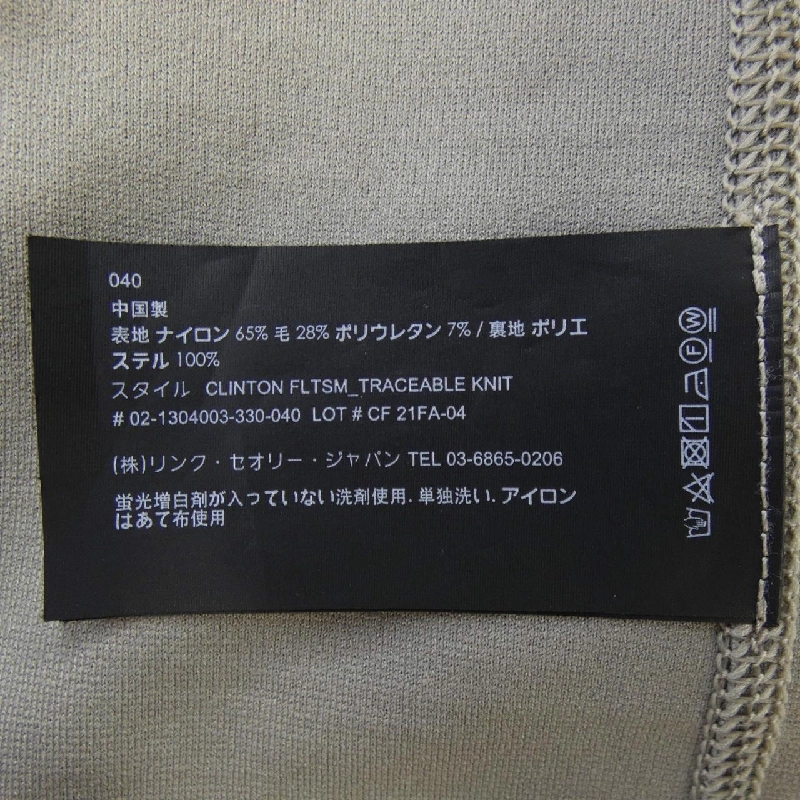 040
中国製
表地 ナイロン 65% 毛 28% ポリウレタン 7% / 裏地 ポリエ
ステル 100%
スタイル CLINTON FLTSM_TRACEABLE KNIT
# 02-1304003-330-040 LOT # CF 21FA-04
(株)リンク・セオリー・ジャパン TEL 03-6865-0206
蛍光増白剤が入っていない洗剤使用. 単独洗い. アイロン
はあて布使用
F
W